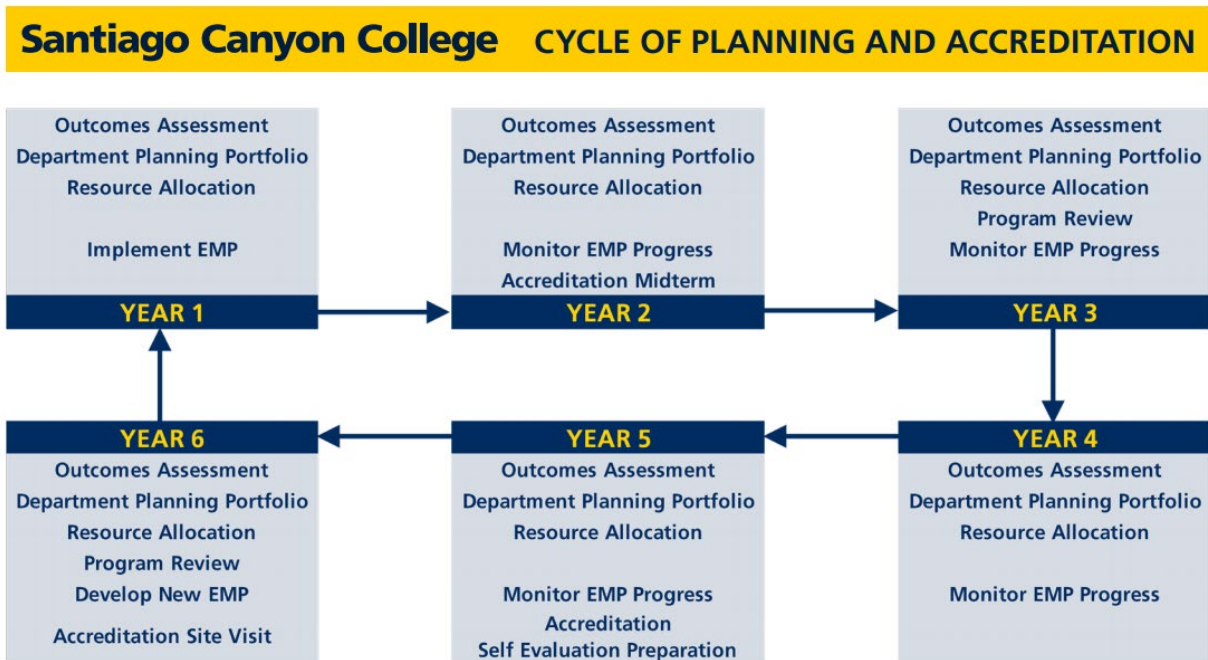 Santiago Canyon College CYCLE OF PLANNING AND ACCREDITATION
Outcomes Assessment
Department Planning Portfolio
Resource Allocation
Implement EMP
YEAR 1
Outcomes Assessment
Department Planning Portfolio
Resource Allocation
Monitor EMP Progress
Accreditation Midterm
YEAR 2
Outcomes Assessment
Department Planning Portfolio
Resource Allocation
Program Review
Monitor EMP Progress
YEAR 3
YEAR 4
Outcomes Assessment
Department Planning Portfolio
Resource Allocation
Monitor EMP Progress
YEAR 5
Outcomes Assessment
Department Planning Portfolio
Resource Allocation
Monitor EMP Progress
Accreditation
Self Evaluation Preparation
YEAR 6
Outcomes Assessment
Department Planning Portfolio
Resource Allocation
Program Review
Develop New EMP
Accreditation Site Visit